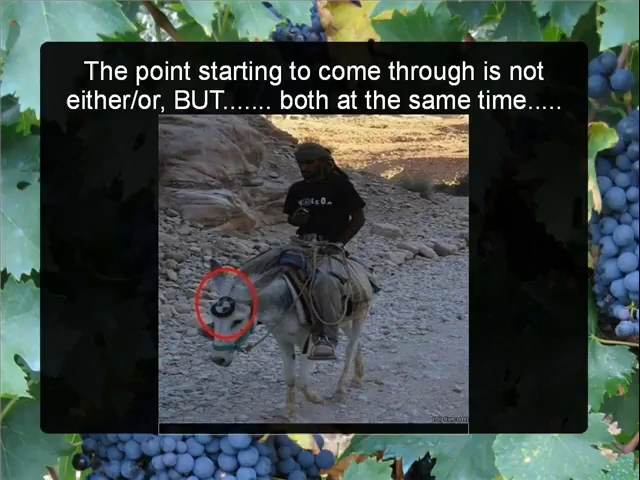 The point starting to come through is not
either/or, BUT....... both at the same time.....